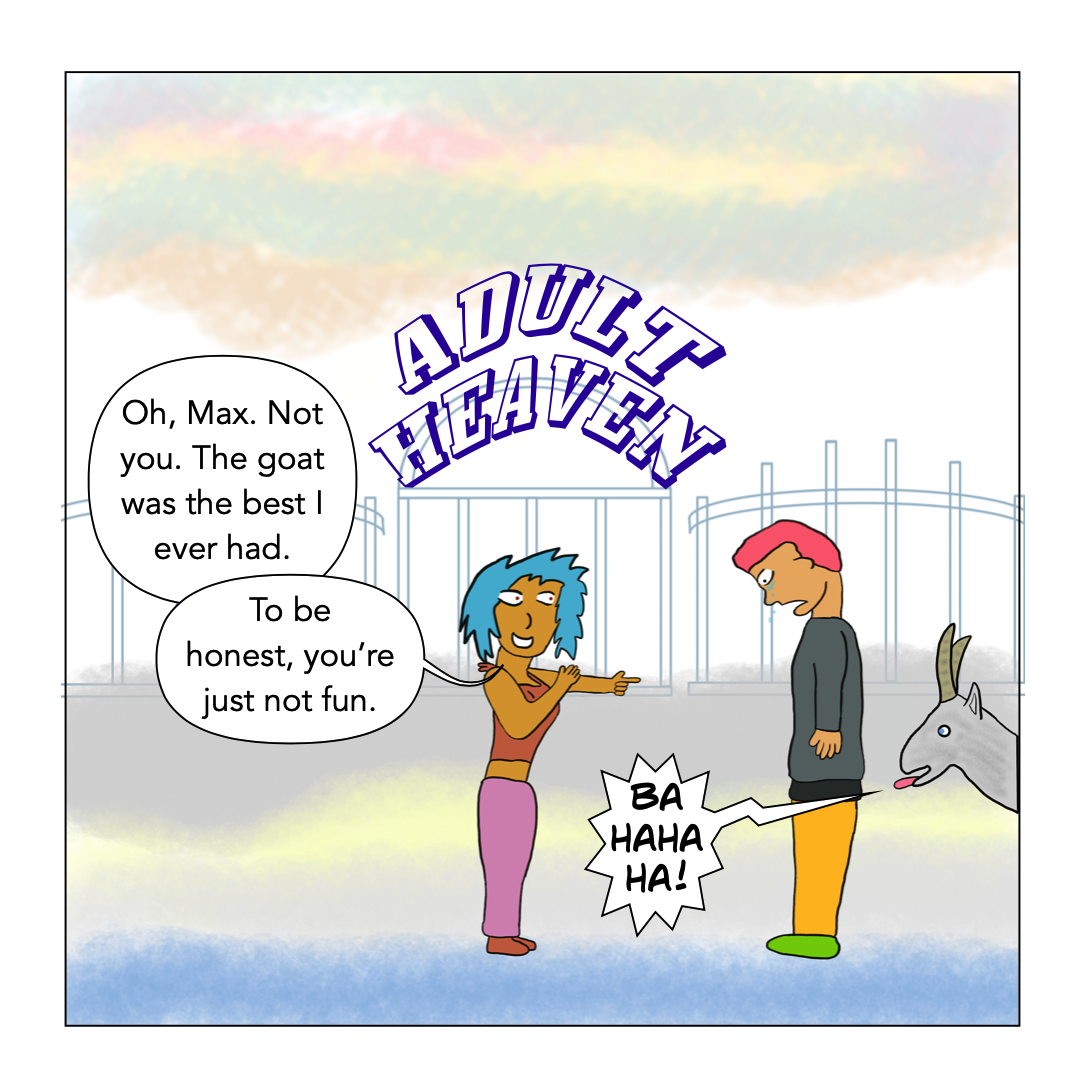 ADULT
HEAVEN
Oh, Max. Not
you. The goat
was the best I
ever had.
To be
honest, you're
just not fun.
BA
HAHA
HA!